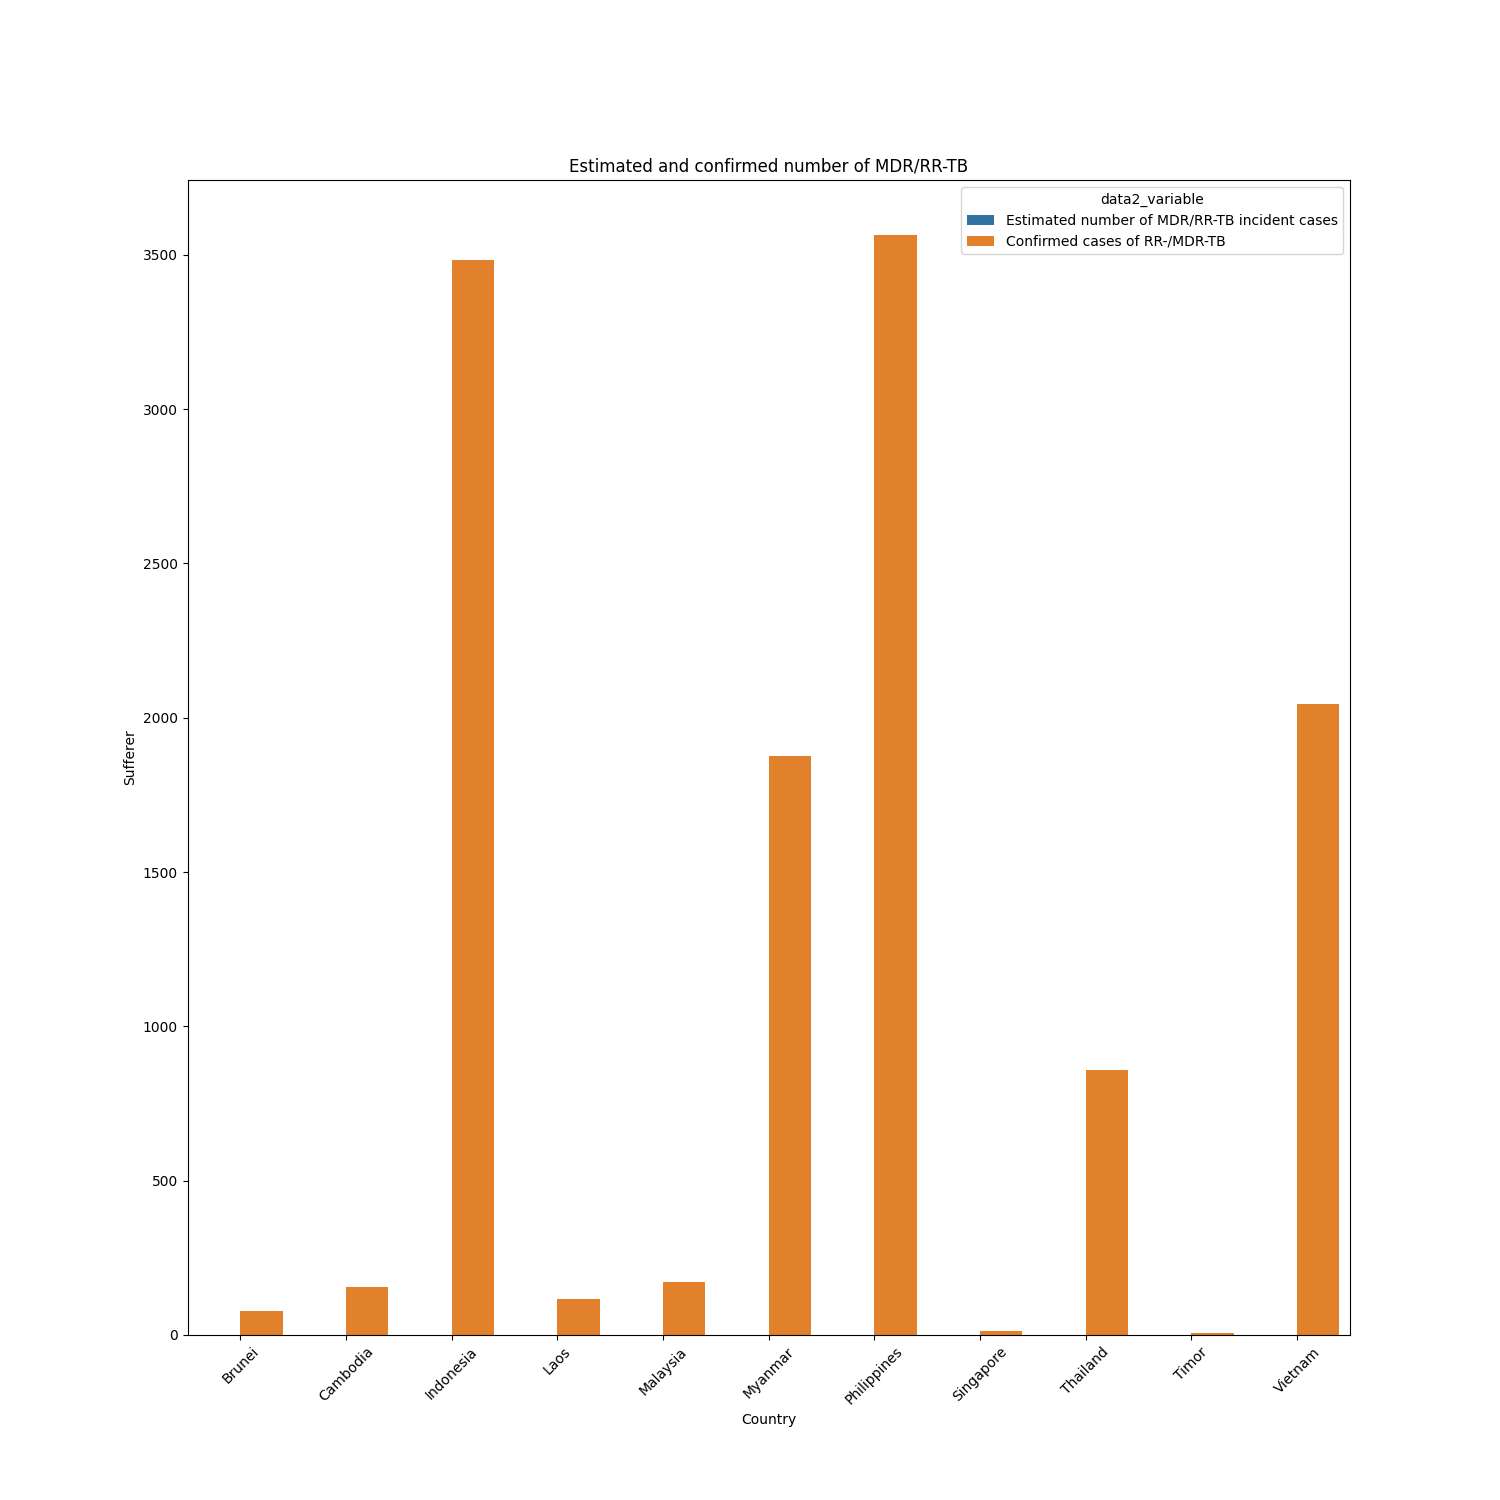 Estimated and confirmed number of MDR/RR-TB
data2_variable
Estimated number of MDR/RR-TB incident cases
Confirmed cases of RR-/MDR-TB
Sufferer
3500
3000
2500
2000
1500
1000
500
0
Brunei
Cambodia
Indonesia
Laos
Malaysia
Myanmar
Philippines
Singapore
Thailand
Timor
Vietnam
Country